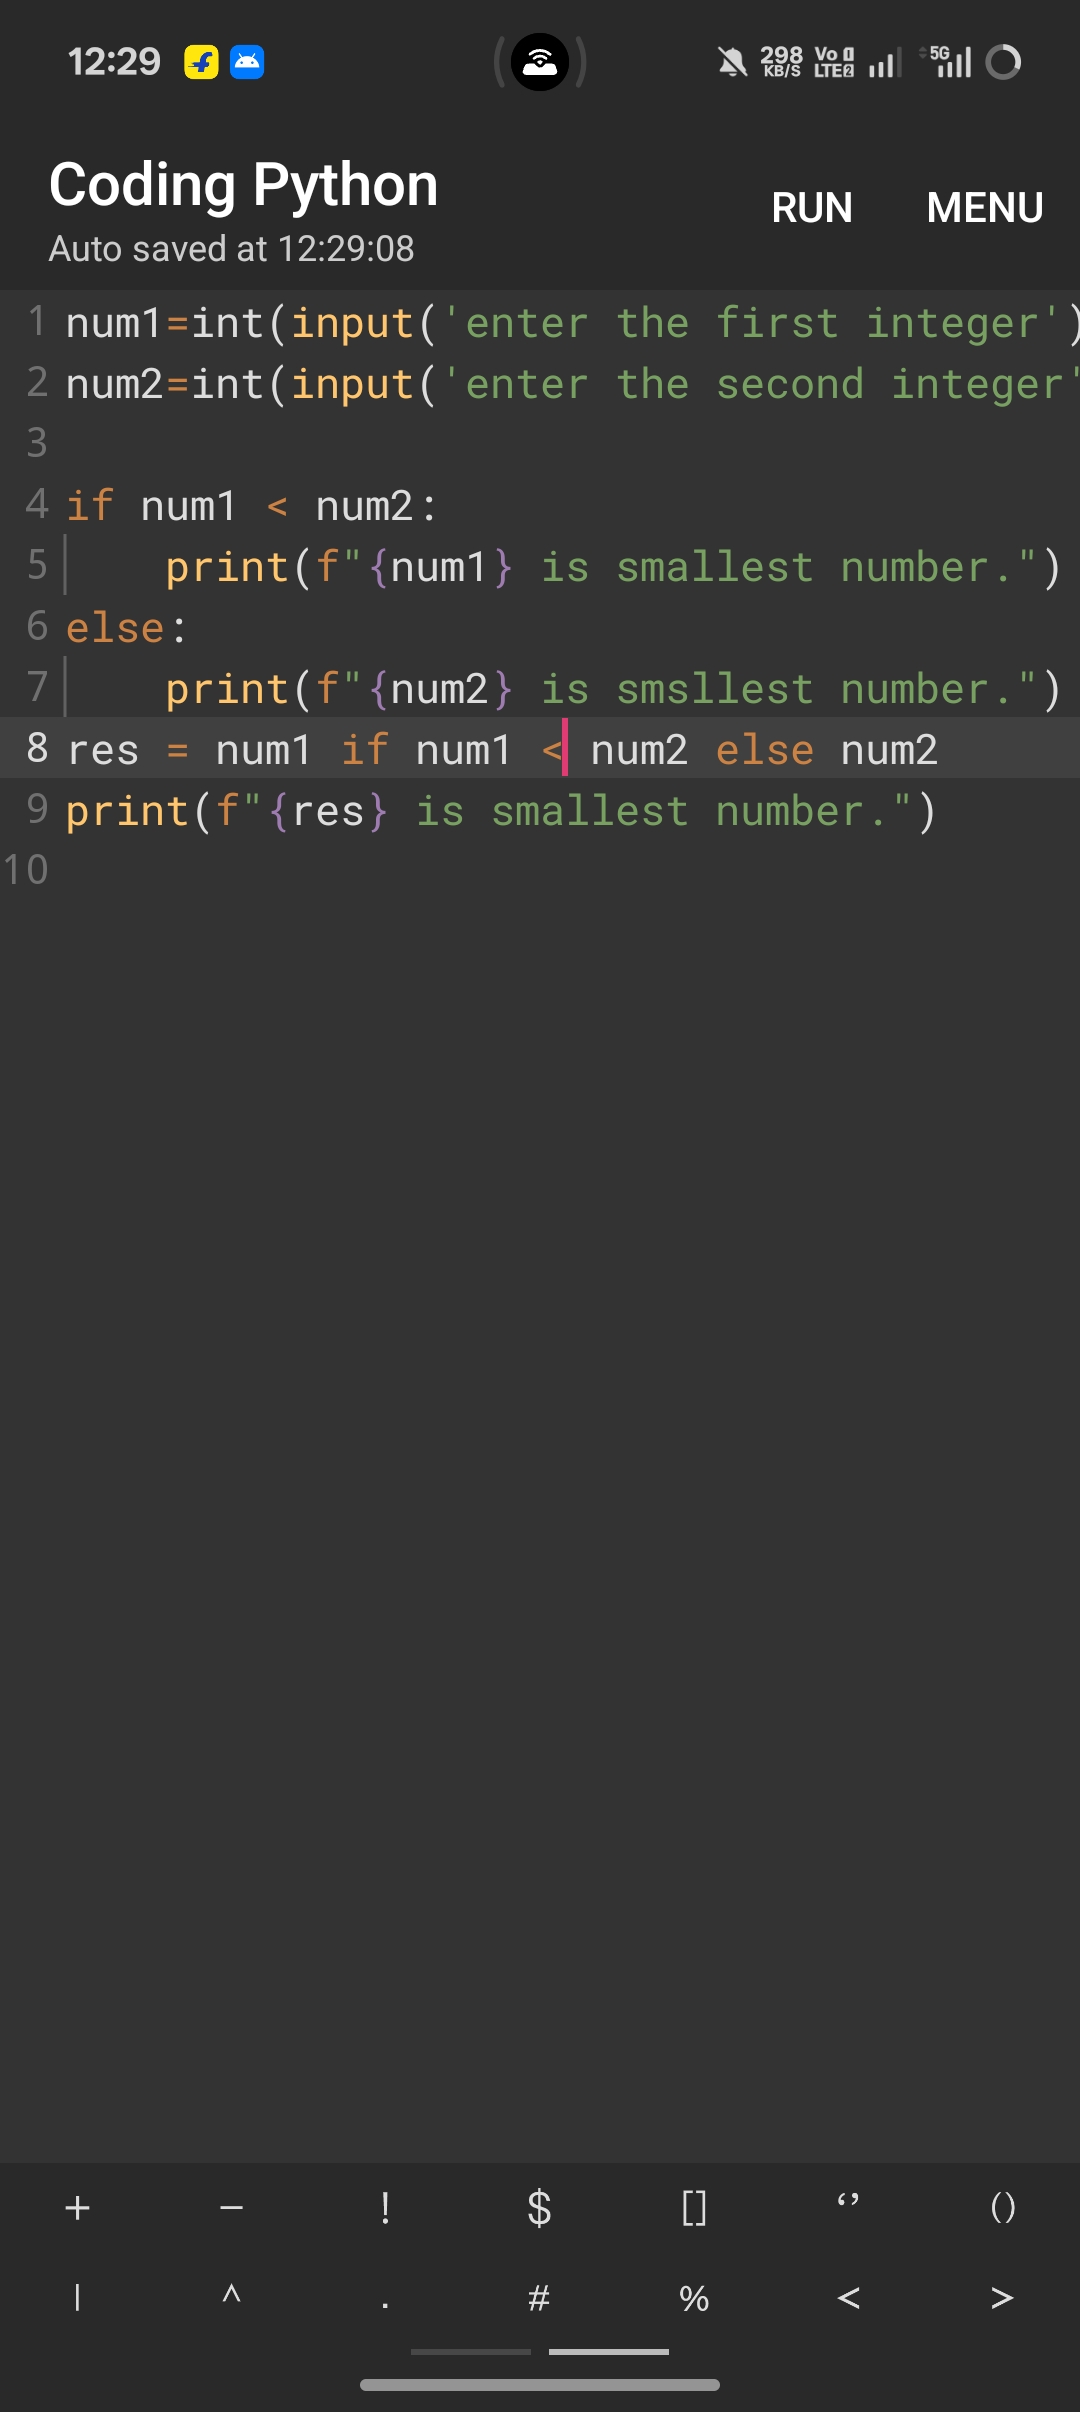 12:29 298 KB/S Vo LTE 5G
Coding Python
Auto saved at 12:29:08
RUN MENU
1 num1=int(input('enter the first integer')
2 num2=int(input('enter the second integer'
3
4 if num1 < num2:
5 print(f"{num1} is smallest number.")
6 else:
7 print(f"{num2} is smsllest number.")
8 res = num1 if num1 < num2 else num2
9 print(f"{res} is smallest number.")
10
+ − ! $ [] ‘’ ()
| ^ . # % < >